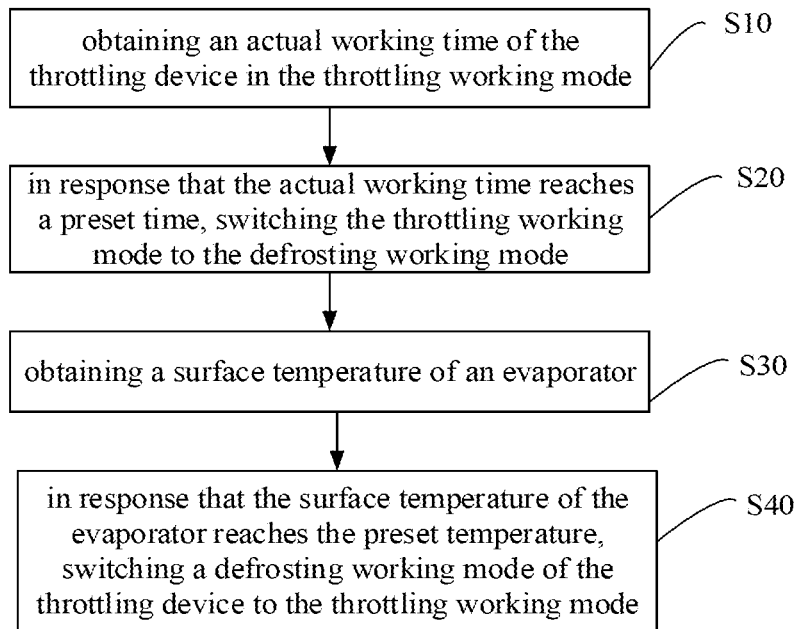 obtaining an actual working time of the
throttling device in the throttling working mode
S10
in response that the actual working time reaches
a preset time, switching the throttling working
mode to the defrosting working mode
S20
obtaining a surface temperature of an evaporator
S30
in response that the surface temperature of the
evaporator reaches the preset temperature,
switching a defrosting working mode of the
throttling device to the throttling working mode
S40